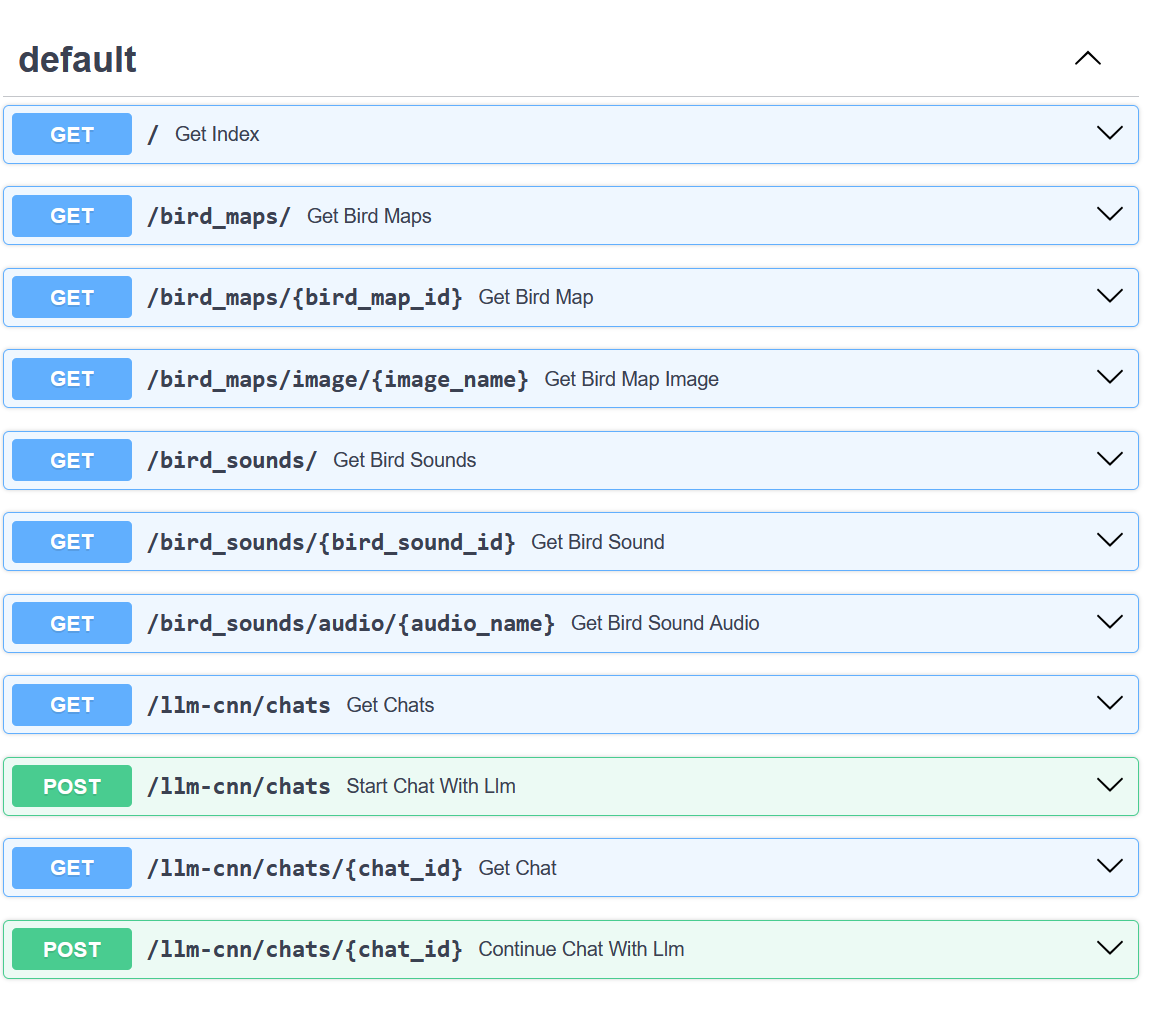 default
GET / Get Index
GET /bird_maps/ Get Bird Maps
GET /bird_maps/{bird_map_id} Get Bird Map
GET /bird_maps/image/{image_name} Get Bird Map Image
GET /bird_sounds/ Get Bird Sounds
GET /bird_sounds/{bird_sound_id} Get Bird Sound
GET /bird_sounds/audio/{audio_name} Get Bird Sound Audio
GET /llm-cnn/chats Get Chats
POST /llm-cnn/chats Start Chat With Llm
GET /llm-cnn/chats/{chat_id} Get Chat
POST /llm-cnn/chats/{chat_id} Continue Chat With Llm